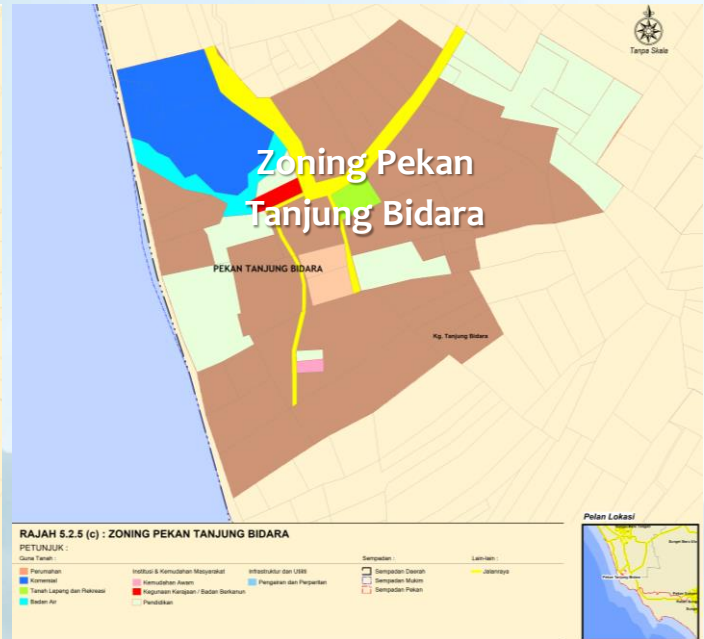 Tanpa Skala
Zoning Pekan
Tanjung Bidara
PEKAN TANJUNG BIDARA
Kg. Tanjung Bidara
RAJAH 5.2.5 (c) : ZONING PEKAN TANJUNG BIDARA
PETUNJUK :
Guna Tanah :
Perumahan
Komersial
Tanah Lapang dan Rekreasi
Badan Air
Institusi & Kemudahan Masyarakat
Kemudahan Awam
Kegunaan Kerajaan / Badan Berkanun
Pendidikan
Infrastruktur dan Utiliti
Pengairan dan Perparitan
Sempadan :
Sempadan Daerah
Sempadan Mukim
Sempadan Pekan
Lain-lain :
Jalanraya
Pelan Lokasi
Pekan Tanjung Bidara